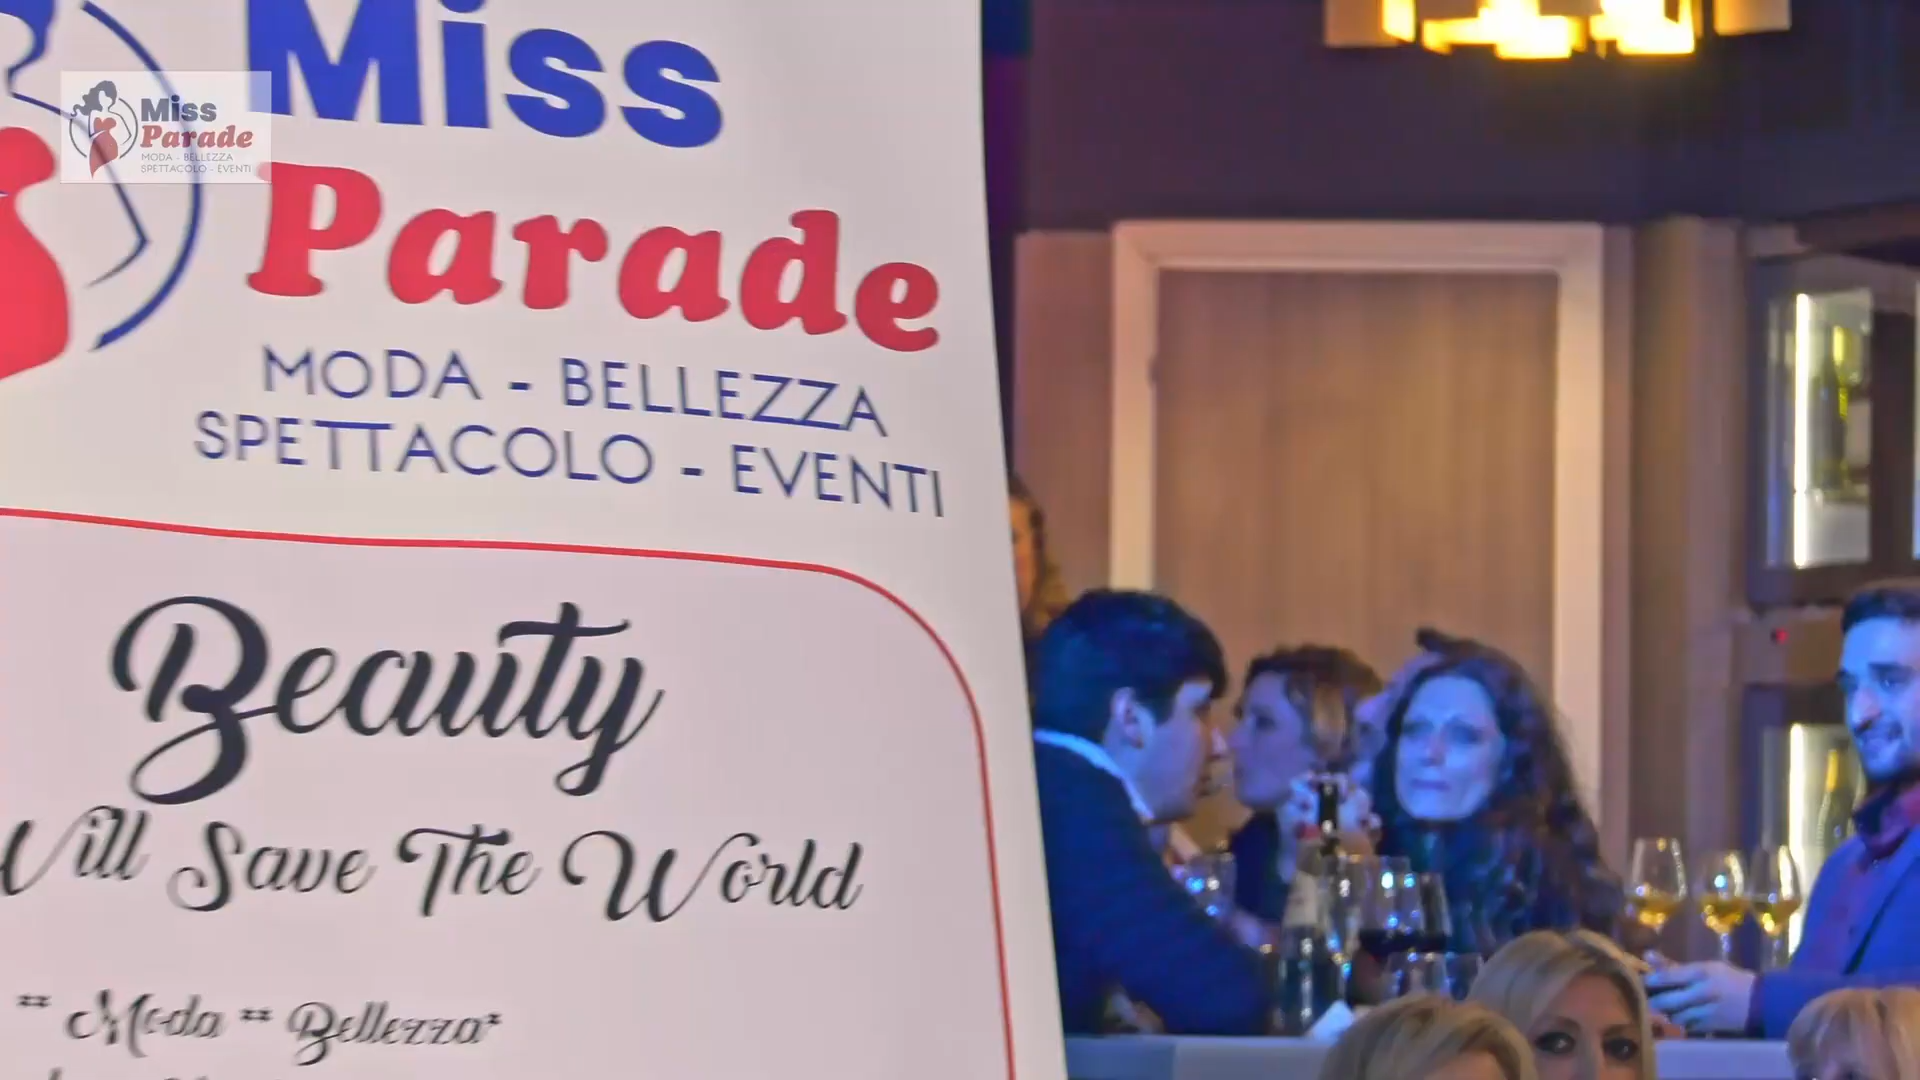 Miss
Parade
MODA - BELLEZZA
SPETTACOLO - EVENTI
Miss
Parade
MODA - BELLEZZA
SPETTACOLO - EVENTI
Beauty
Will Save The World
** Moda ** Bellezza*